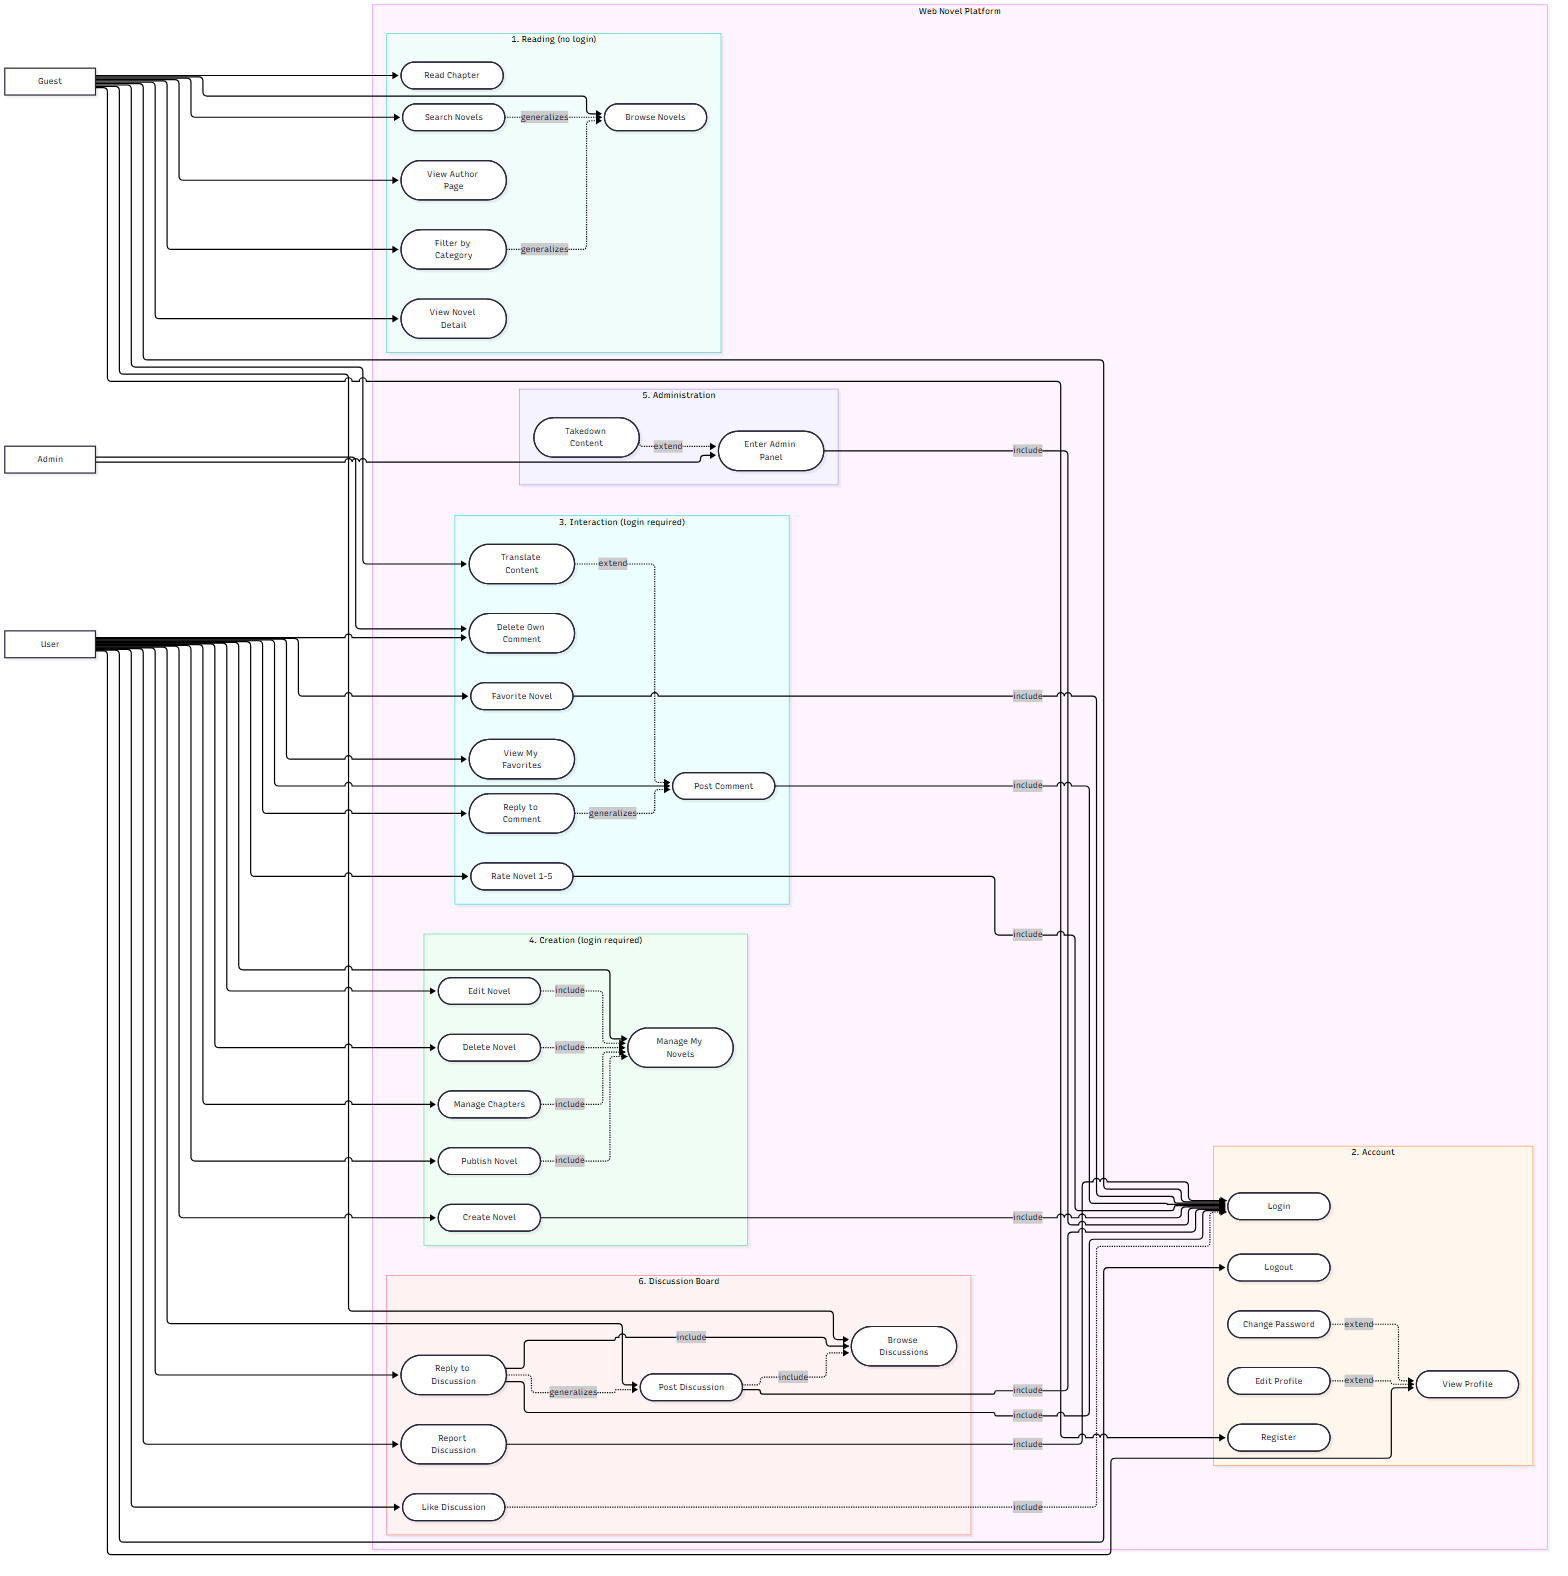 Web Novel Platform
1. Reading (no login)
Guest
Read Chapter
Search Novels
generalizes
Browse Novels
View Author
Page
Filter by
Category
generalizes
View Novel
Detail
5. Administration
Takedown
Content
extend
Enter Admin
Panel
include
Admin
3. Interaction (login required)
Translate
Content
extend
User
Delete Own
Comment
Favorite Novel
include
View My
Favorites
Post Comment
include
Reply to
Comment
generalizes
Rate Novel 1-5
include
4. Creation (login required)
Edit Novel
include
Delete Novel
include
Manage My
Novels
Manage Chapters
include
Publish Novel
include
Create Novel
include
2. Account
Login
Logout
Change Password
extend
Edit Profile
extend
View Profile
Register
6. Discussion Board
include
Browse
Discussions
Reply to
Discussion
generalizes
Post Discussion
include
include
include
Report
Discussion
include
Like Discussion
include